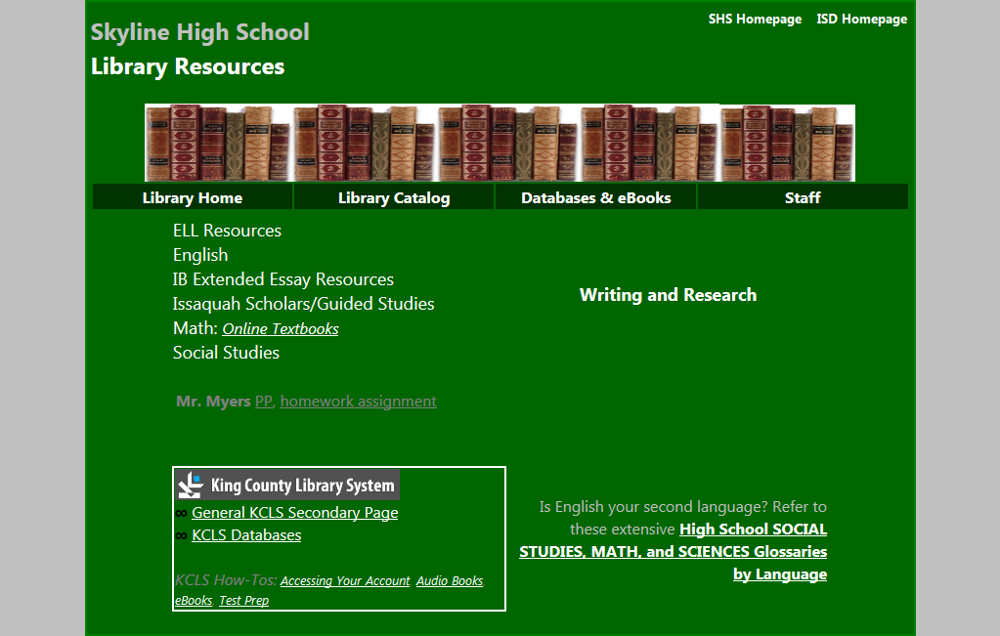 SHS Homepage ISD Homepage
Skyline High School
Library Resources
Library Home Library Catalog Databases & eBooks Staff
ELL Resources
English
IB Extended Essay Resources
Issaquah Scholars/Guided Studies
Math: Online Textbooks
Social Studies
Writing and Research
Mr. Myers PP, homework assignment
King County Library System
∞ General KCLS Secondary Page
∞ KCLS Databases
KCLS How-Tos: Accessing Your Account, Audio Books,
eBooks, Test Prep
Is English your second language? Refer to
these extensive High School SOCIAL
STUDIES, MATH, and SCIENCES Glossaries
by Language